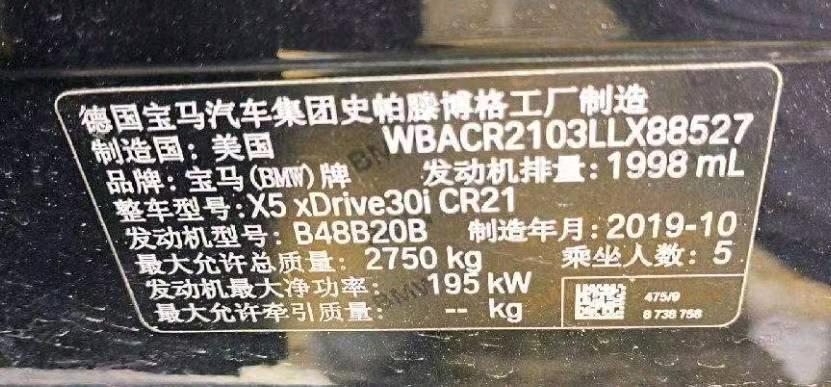 德国宝马汽车集团史帕滕博格工厂制造
制造国: 美国 WBACR2103LLX88527
品牌: 宝马(BMW)牌 发动机排量: 1998 mL
整车型号: X5 xDrive30i CR21
发动机型号: B48B20B 制造年月: 2019-10
最大允许总质量: 2750 kg 乘坐人数: 5
发动机最大净功率: 195 kW
最大允许牵引质量: -- kg
475/9
8 738 758